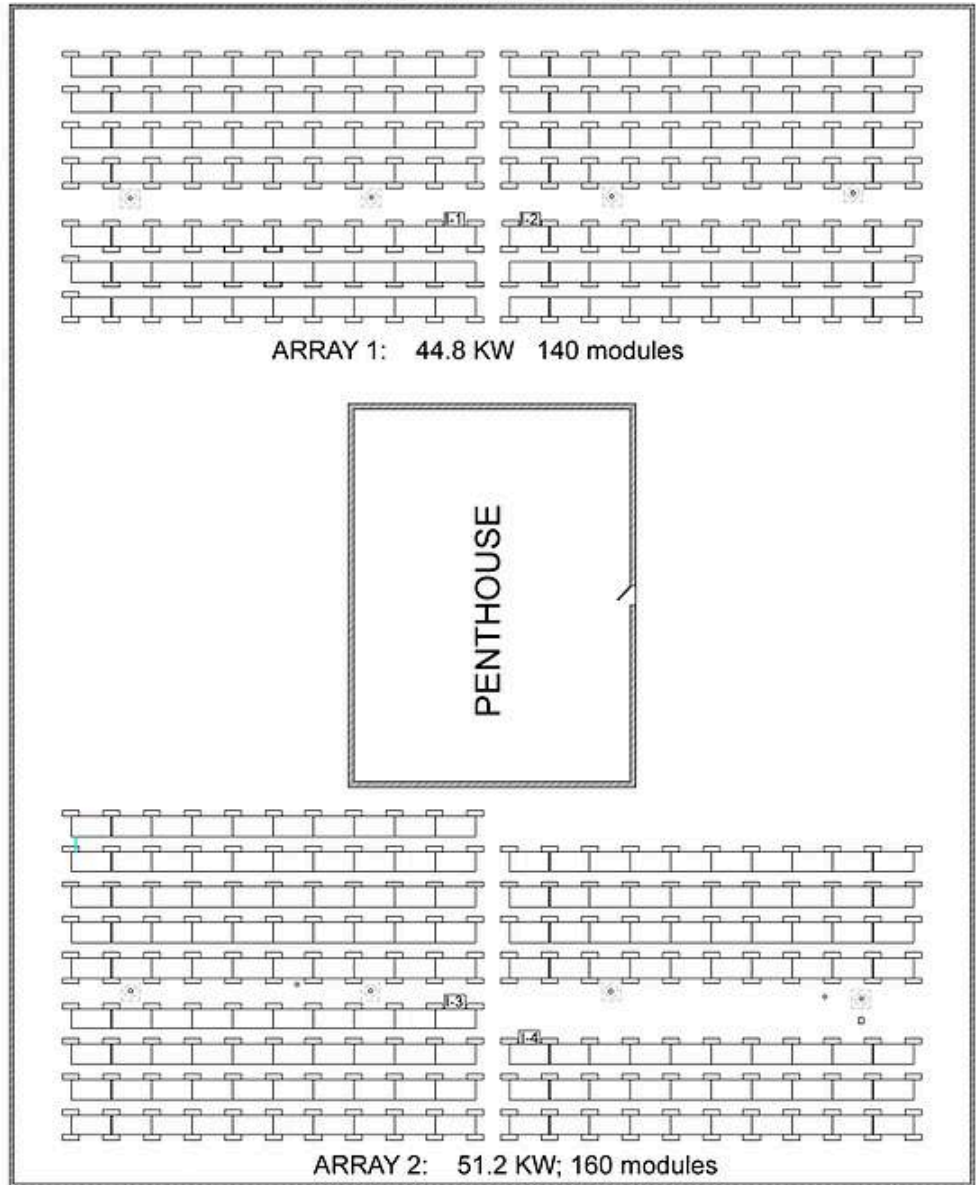 I-1
I-2
ARRAY 1: 44.8 KW 140 modules
PENTHOUSE
I-3
I-4
ARRAY 2: 51.2 KW; 160 modules